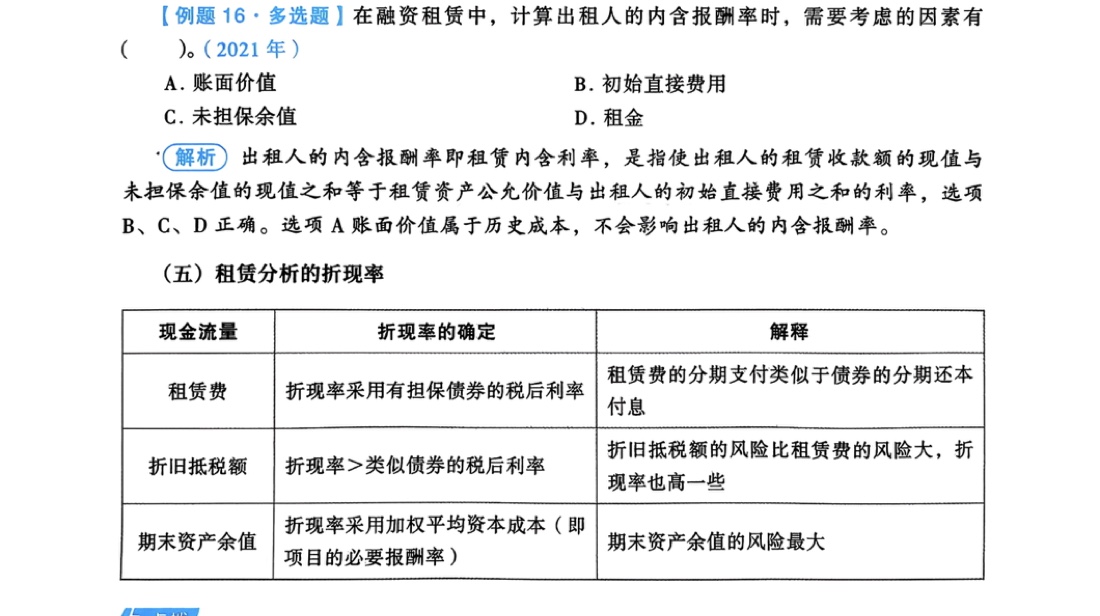 【例题 16·多选题】在融资租赁中，计算出租人的内含报酬率时，需要考虑的因素有
(　　)。（2021 年）
A. 账面价值　　B. 初始直接费用
C. 未担保余值　　D. 租金
解析 出租人的内含报酬率即租赁内含利率，是指使出租人的租赁收款额的现值与
未担保余值的现值之和等于租赁资产公允价值与出租人的初始直接费用之和的利率，选项
B、C、D 正确。选项 A 账面价值属于历史成本，不会影响出租人的内含报酬率。
（五）租赁分析的折现率
现金流量　　折现率的确定　　解释
租赁费　　折现率采用有担保债券的税后利率　　租赁费的分期支付类似于债券的分期还本
付息
折旧抵税额　　折现率＞类似债券的税后利率　　折旧抵税额的风险比租赁费的风险大，折
现率也高一些
期末资产余值　　折现率采用加权平均资本成本（即
项目的必要报酬率）　　期末资产余值的风险最大